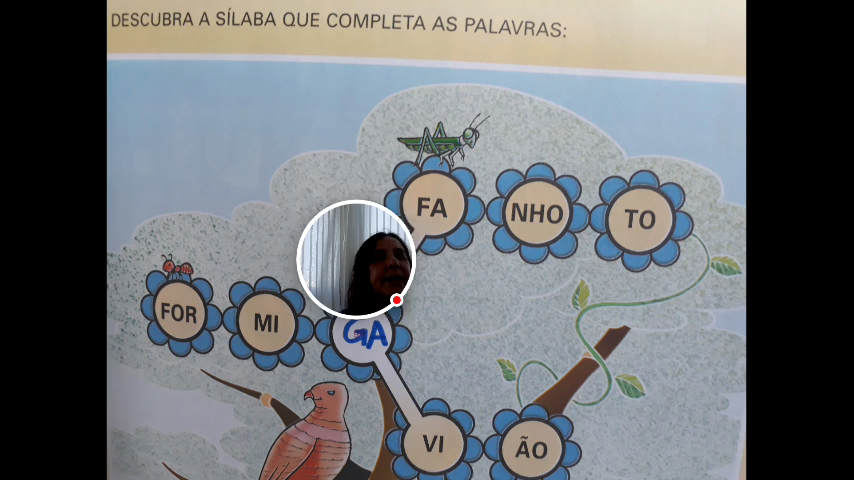 DESCUBRA A SÍLABA QUE COMPLETA AS PALAVRAS:
FA NHO TO
FOR MI GA
VI ÃO